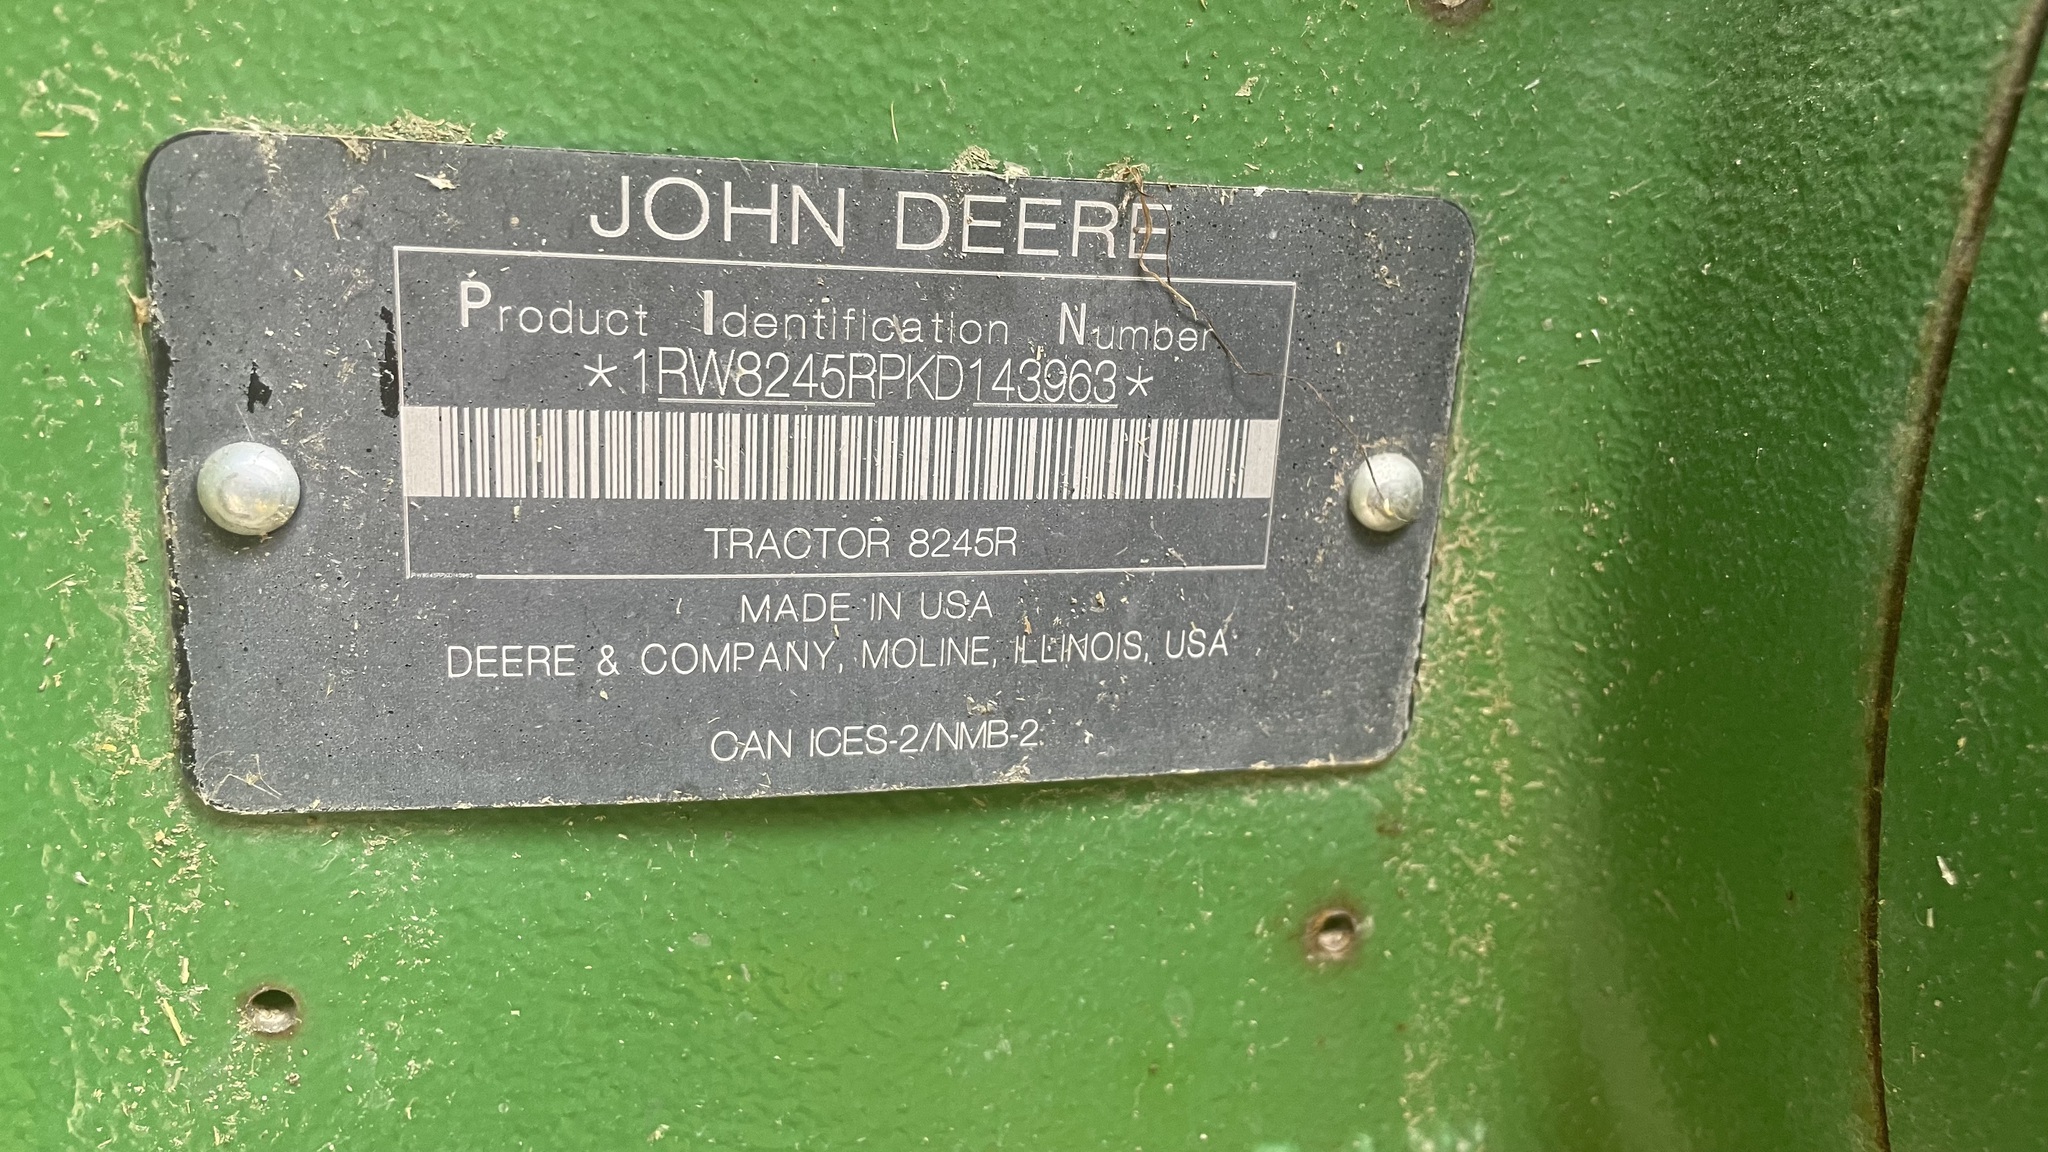 JOHN DEERE
Product Identification Number
*1RW8245RPKD143963*
TRACTOR 8245R
MADE IN USA
DEERE & COMPANY, MOLINE, ILLINOIS, USA
CAN ICES-2/NMB-2